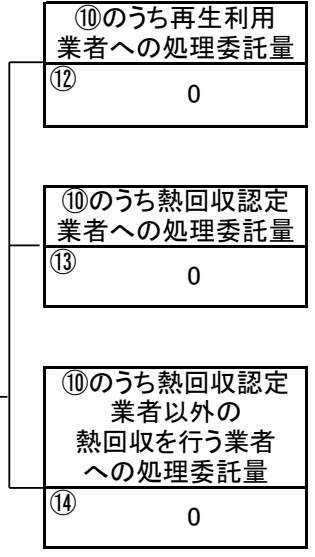 ⑩のうち再生利用
業者への処理委託量
⑫
0
⑩のうち熱回収認定
業者への処理委託量
⑬
0
⑩のうち熱回収認定
業者以外の
熱回収を行う業者
への処理委託量
⑭
0